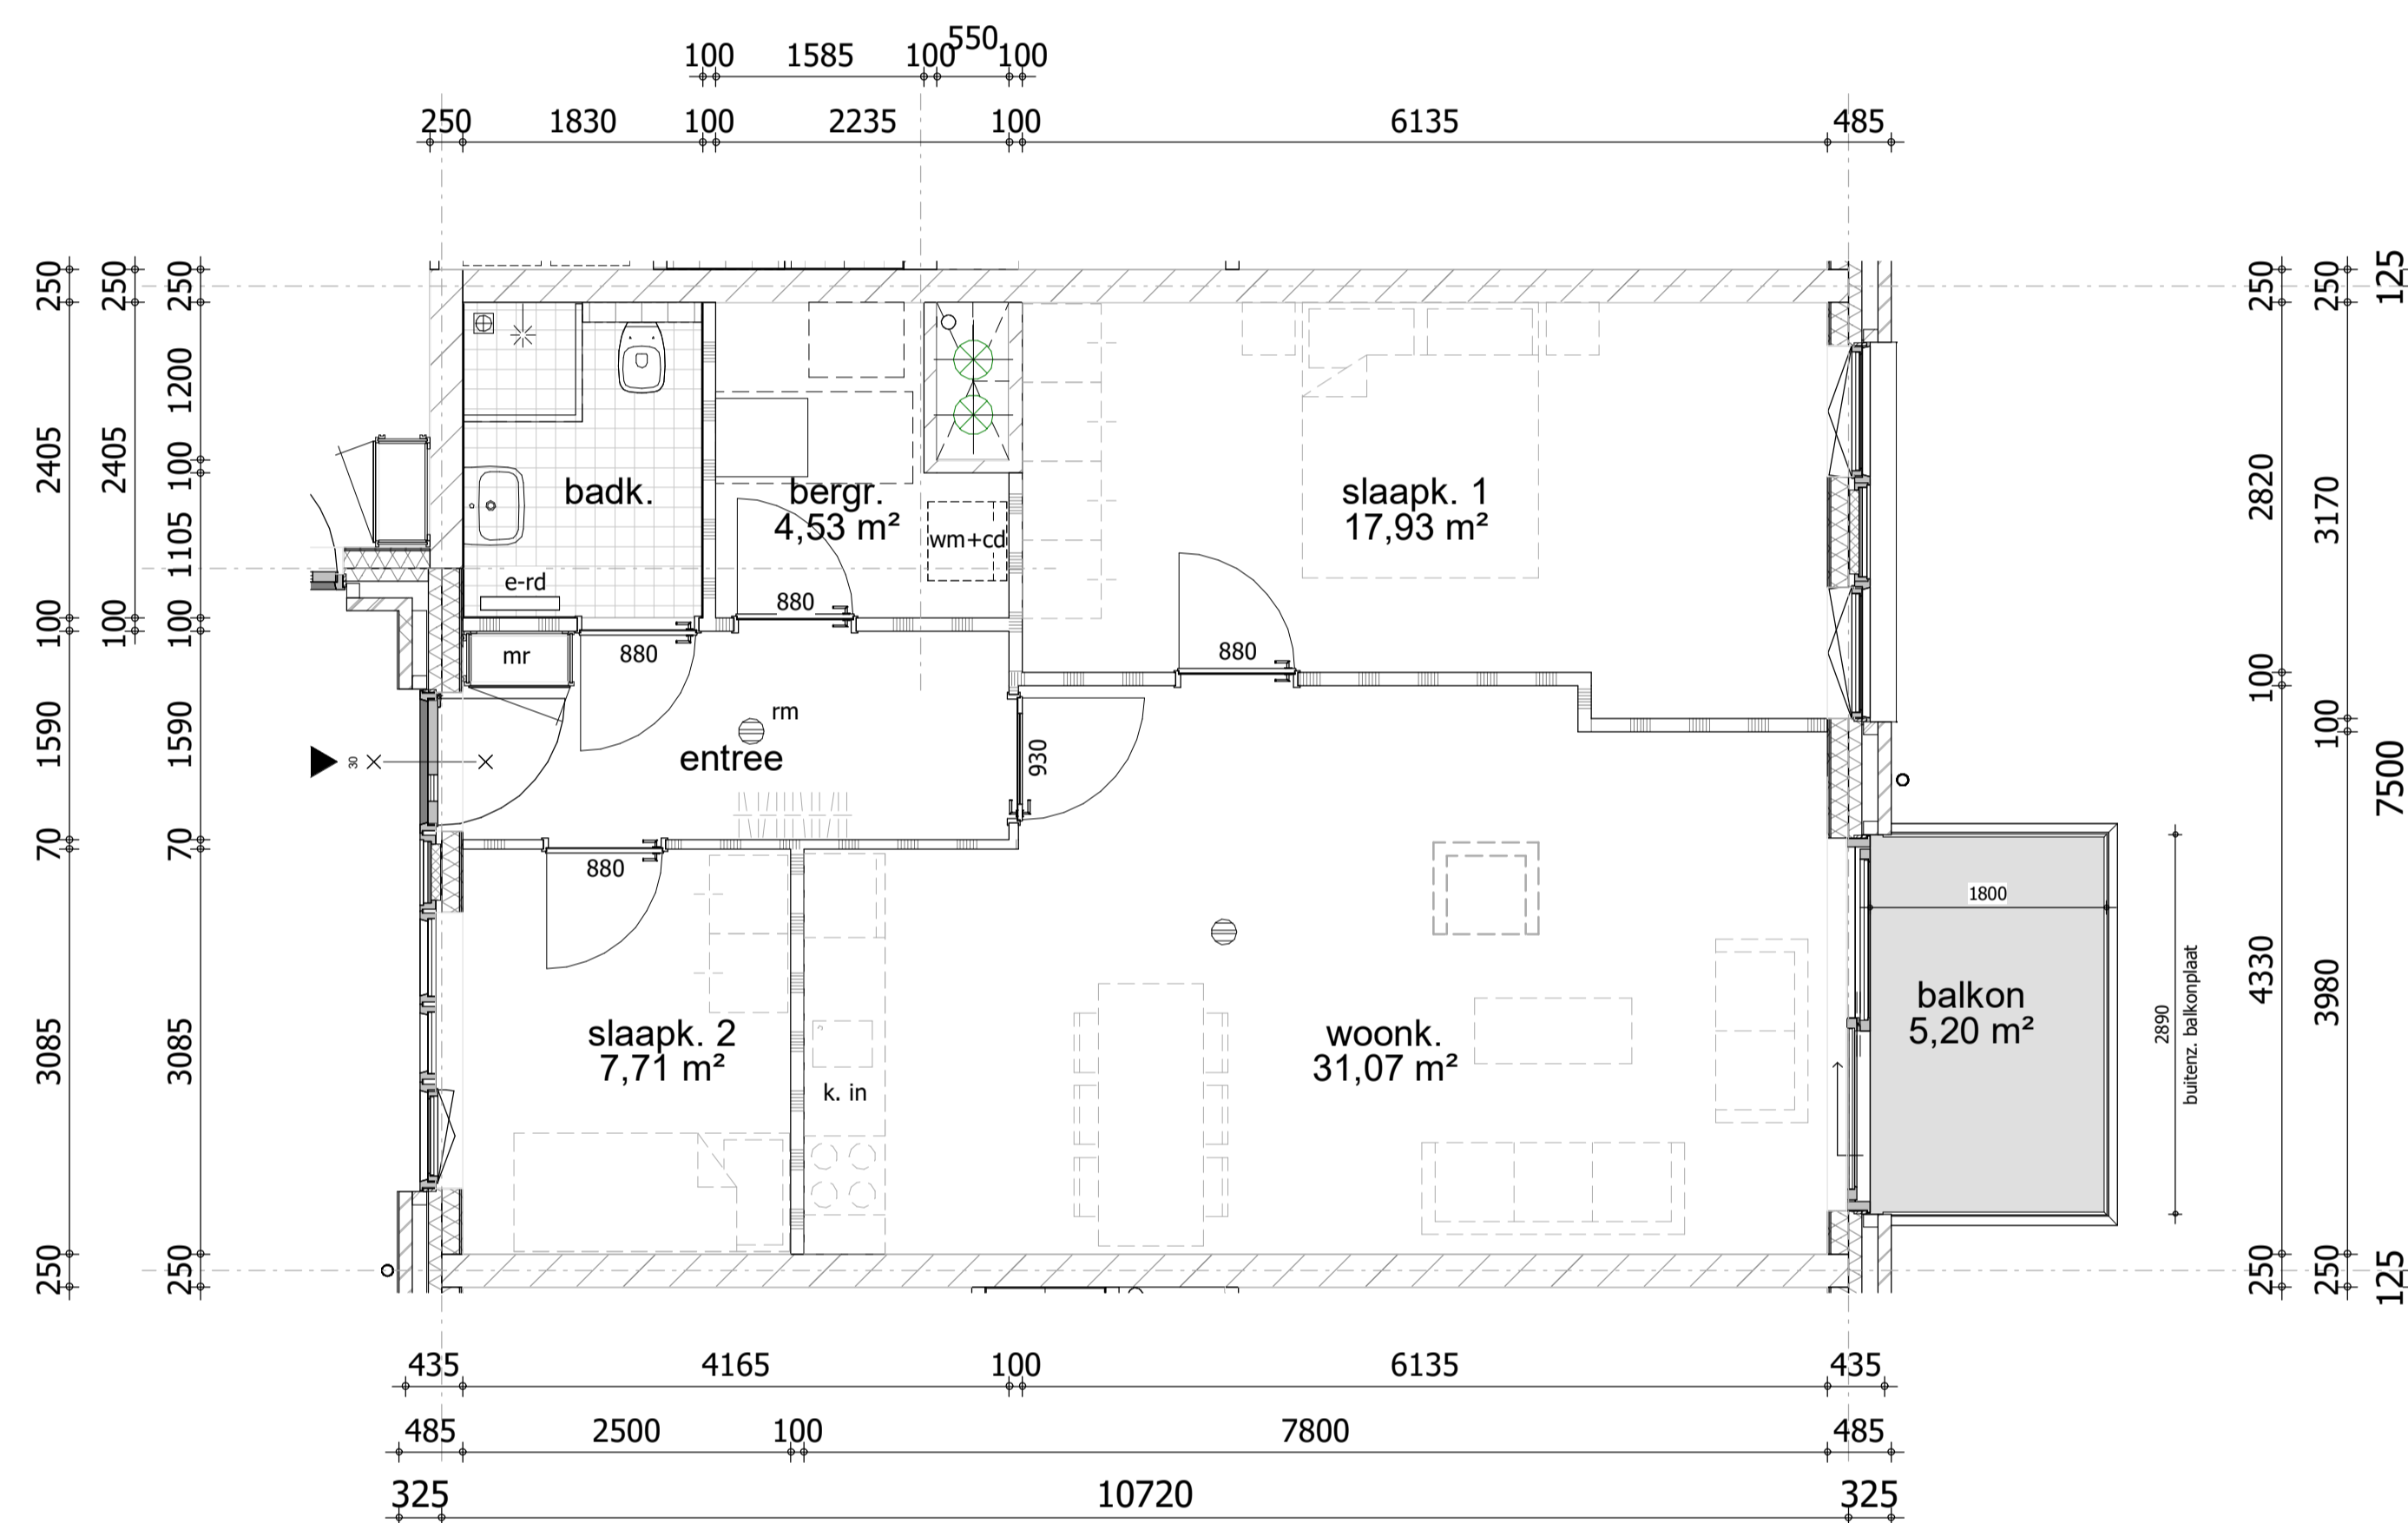 550
100 1585 100 100
250 1830 100 2235 100 6135 485
250 250 250
1200
2405 2405
100
1105
100 100 100
1590 1590
70 70
3085 3085
250 250
badk.
bergr.
4,53 m²
wm+cd
slaapk. 1
17,93 m²
e-rd
880
mr
880
880
rm
entree
930
30
880
slaapk. 2
7,71 m²
k. in
woonk.
31,07 m²
1800
balkon
5,20 m²
2890
buitenz. balkonplaat
250 250 125
2820 3170
100 100
7500
4330 3980
250 250 125
435 4165 100 6135 435
485 2500 100 7800 485
325 10720 325